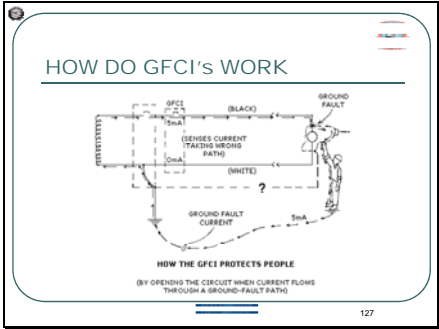 HOW DO GFCI's WORK
GROUND
FAULT
GFCI
(BLACK)
5mA
(SENSES CURRENT
TAKING WRONG
PATH)
0mA
(WHITE)
?
GROUND FAULT
CURRENT
5mA
HOW THE GFCI PROTECTS PEOPLE
(BY OPENING THE CIRCUIT WHEN CURRENT FLOWS
THROUGH A GROUND-FAULT PATH)
127